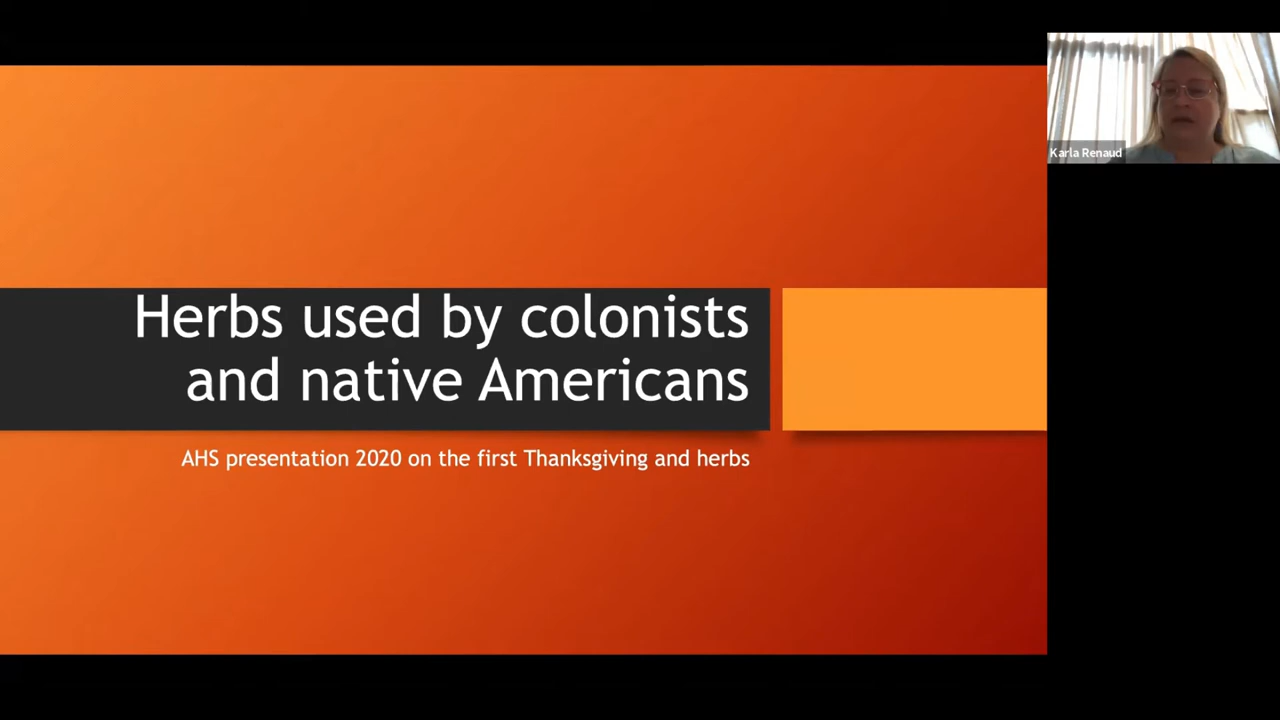 Herbs used by colonists
and native Americans
AHS presentation 2020 on the first Thanksgiving and herbs
Karla Renaud